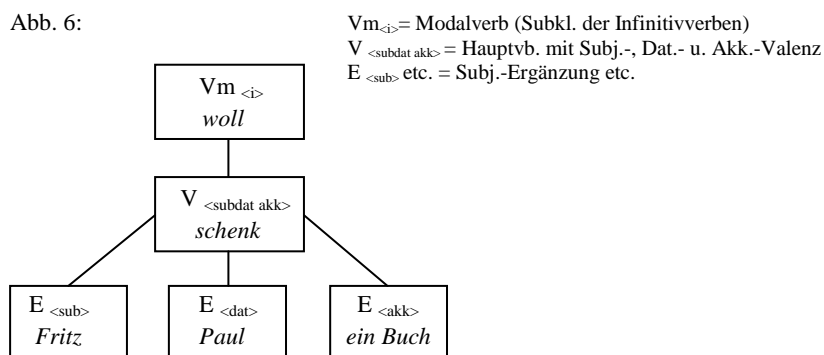 Abb. 6:
Vm<i>= Modalverb (Subkl. der Infinitivverben)
V <subdat akk> = Hauptvb. mit Subj.-, Dat.- u. Akk.-Valenz
E <sub> etc. = Subj.-Ergänzung etc.
Vm <i>
woll
V <subdat akk>
schenk
E <sub>
Fritz
E <dat>
Paul
E <akk>
ein Buch